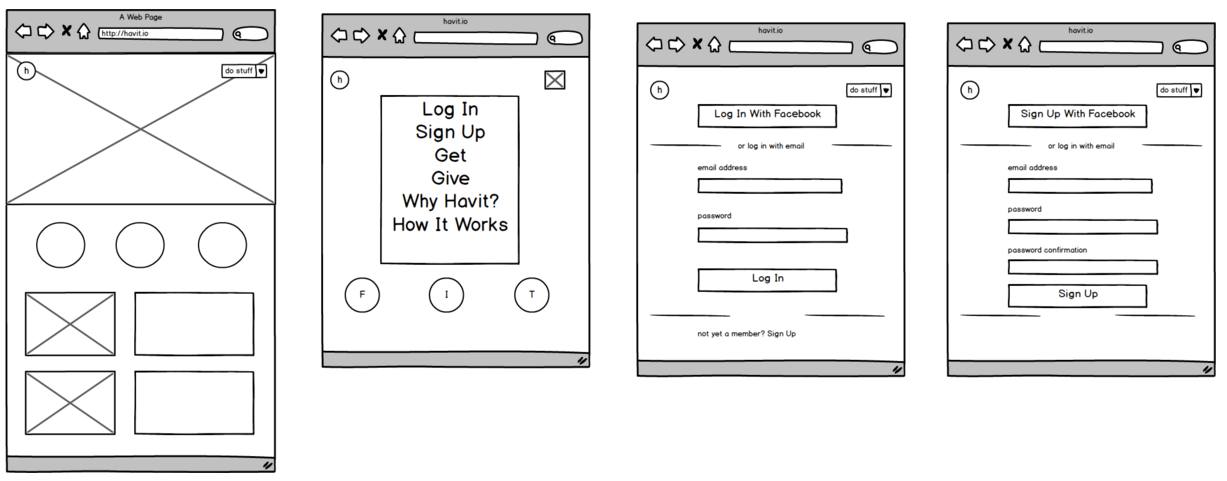 A Web Page
http://havit.io
h
do stuff
havit.io
h
Log In
Sign Up
Get
Give
Why Havit?
How It Works
F I T
havit.io
h
do stuff
Log In With Facebook
or log in with email
email address
password
Log In
not yet a member? Sign Up
havit.io
h
do stuff
Sign Up With Facebook
or log in with email
email address
password
password confirmation
Sign Up